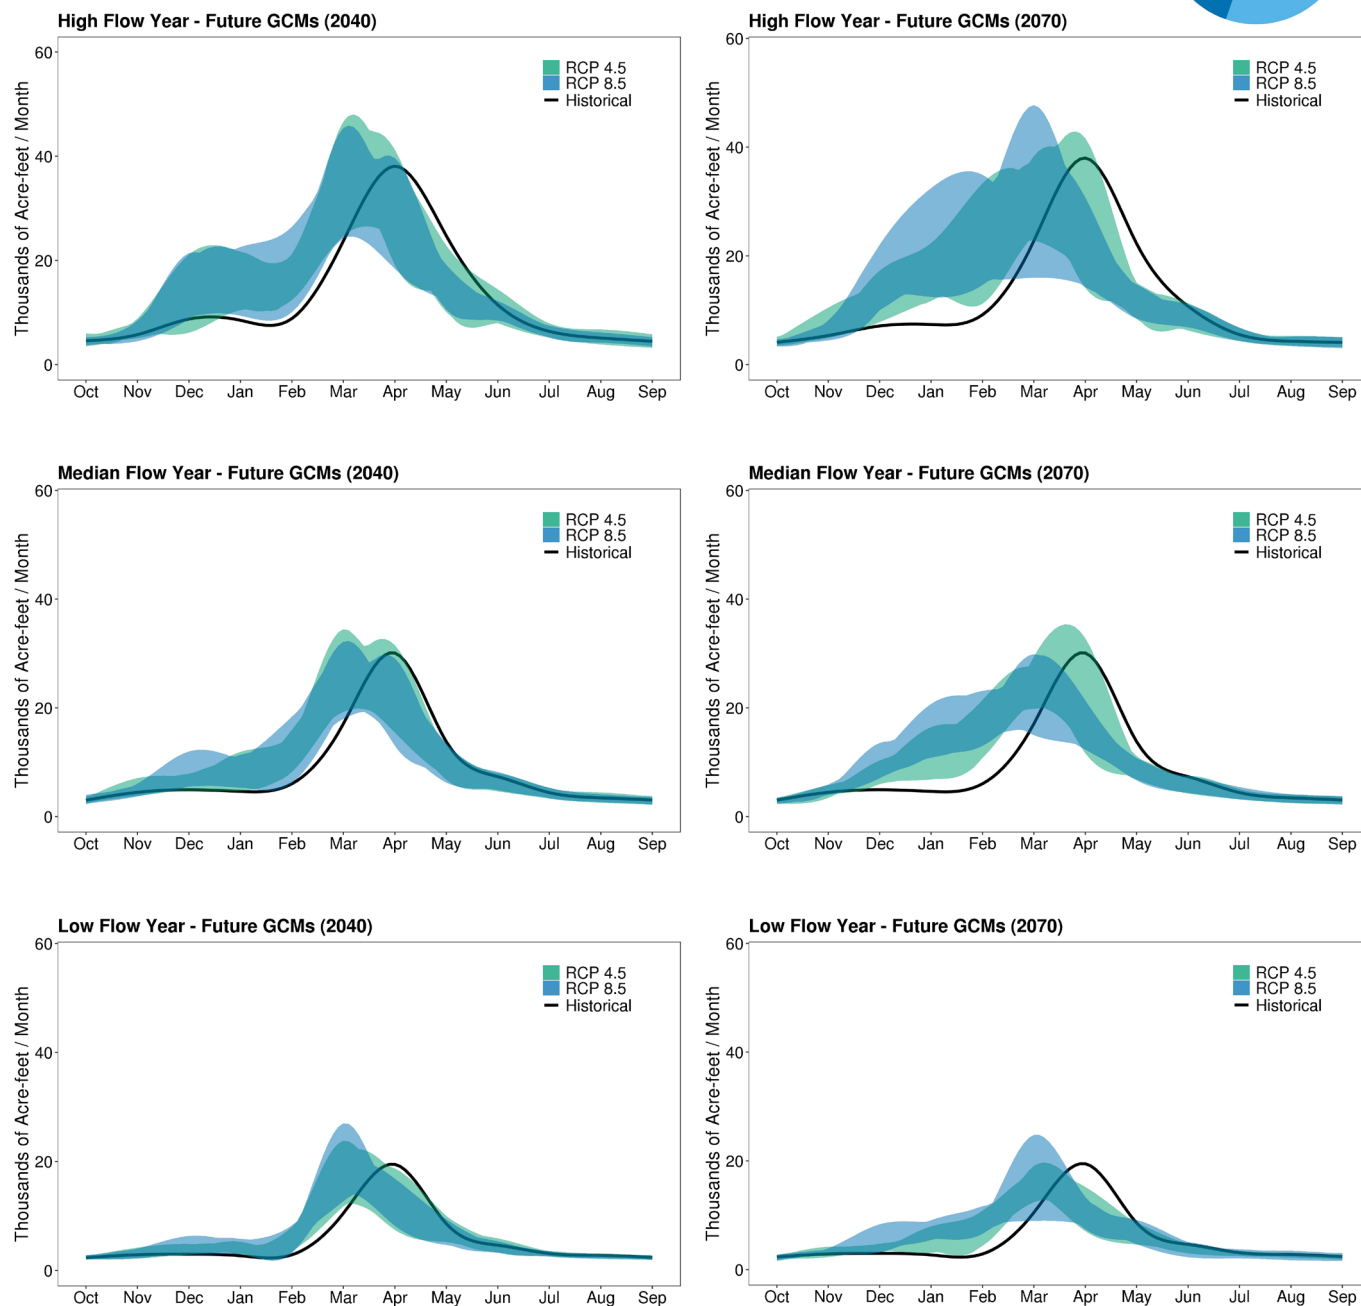 High Flow Year - Future GCMs (2040)
Thousands of Acre-feet / Month
60
40
20
0
RCP 4.5
RCP 8.5
Historical
Oct Nov Dec Jan Feb Mar Apr May Jun Jul Aug Sep
High Flow Year - Future GCMs (2070)
Thousands of Acre-feet / Month
60
40
20
0
RCP 4.5
RCP 8.5
Historical
Oct Nov Dec Jan Feb Mar Apr May Jun Jul Aug Sep
Median Flow Year - Future GCMs (2040)
Thousands of Acre-feet / Month
60
40
20
0
RCP 4.5
RCP 8.5
Historical
Oct Nov Dec Jan Feb Mar Apr May Jun Jul Aug Sep
Median Flow Year - Future GCMs (2070)
Thousands of Acre-feet / Month
60
40
20
0
RCP 4.5
RCP 8.5
Historical
Oct Nov Dec Jan Feb Mar Apr May Jun Jul Aug Sep
Low Flow Year - Future GCMs (2040)
Thousands of Acre-feet / Month
60
40
20
0
RCP 4.5
RCP 8.5
Historical
Oct Nov Dec Jan Feb Mar Apr May Jun Jul Aug Sep
Low Flow Year - Future GCMs (2070)
Thousands of Acre-feet / Month
60
40
20
0
RCP 4.5
RCP 8.5
Historical
Oct Nov Dec Jan Feb Mar Apr May Jun Jul Aug Sep